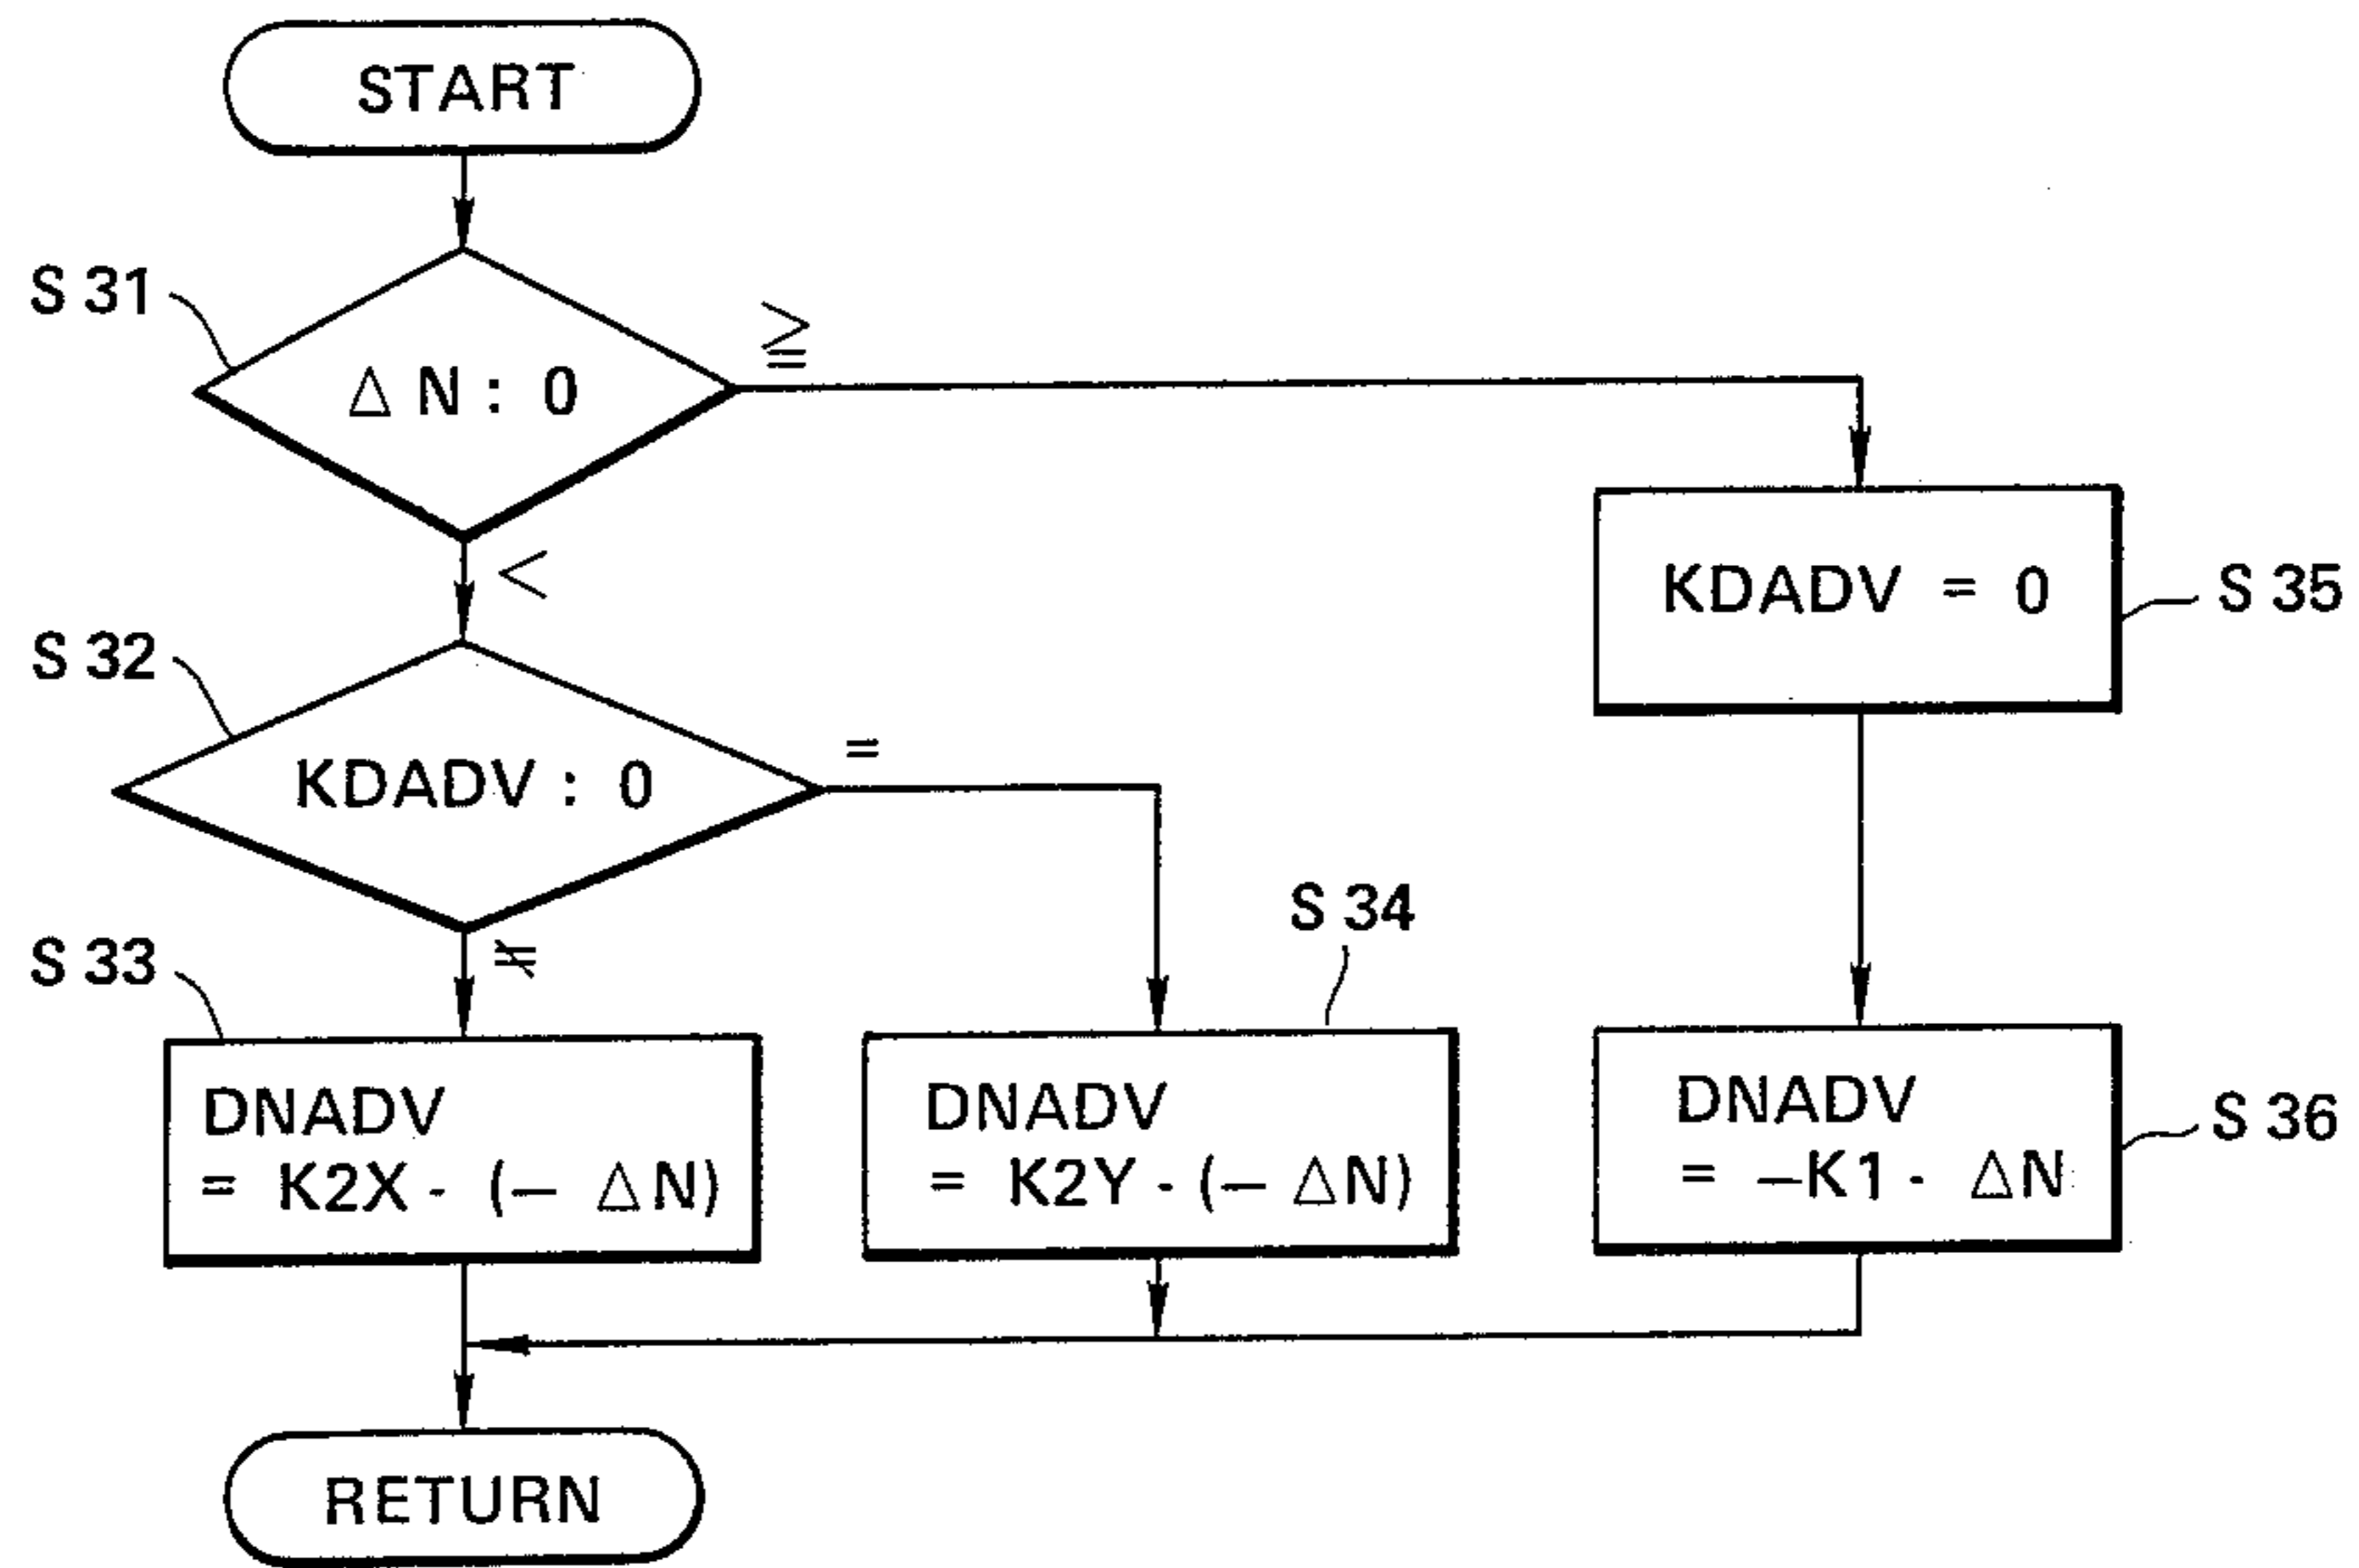 START
S 31
Δ N : 0
≧
<
S 32
KDADV : 0
=
≠
KDADV = 0
S 35
S 33
DNADV
= K2X - (— ΔN)
S 34
DNADV
= K2Y - (— ΔN)
DNADV
= —K1 - ΔN
S 36
RETURN